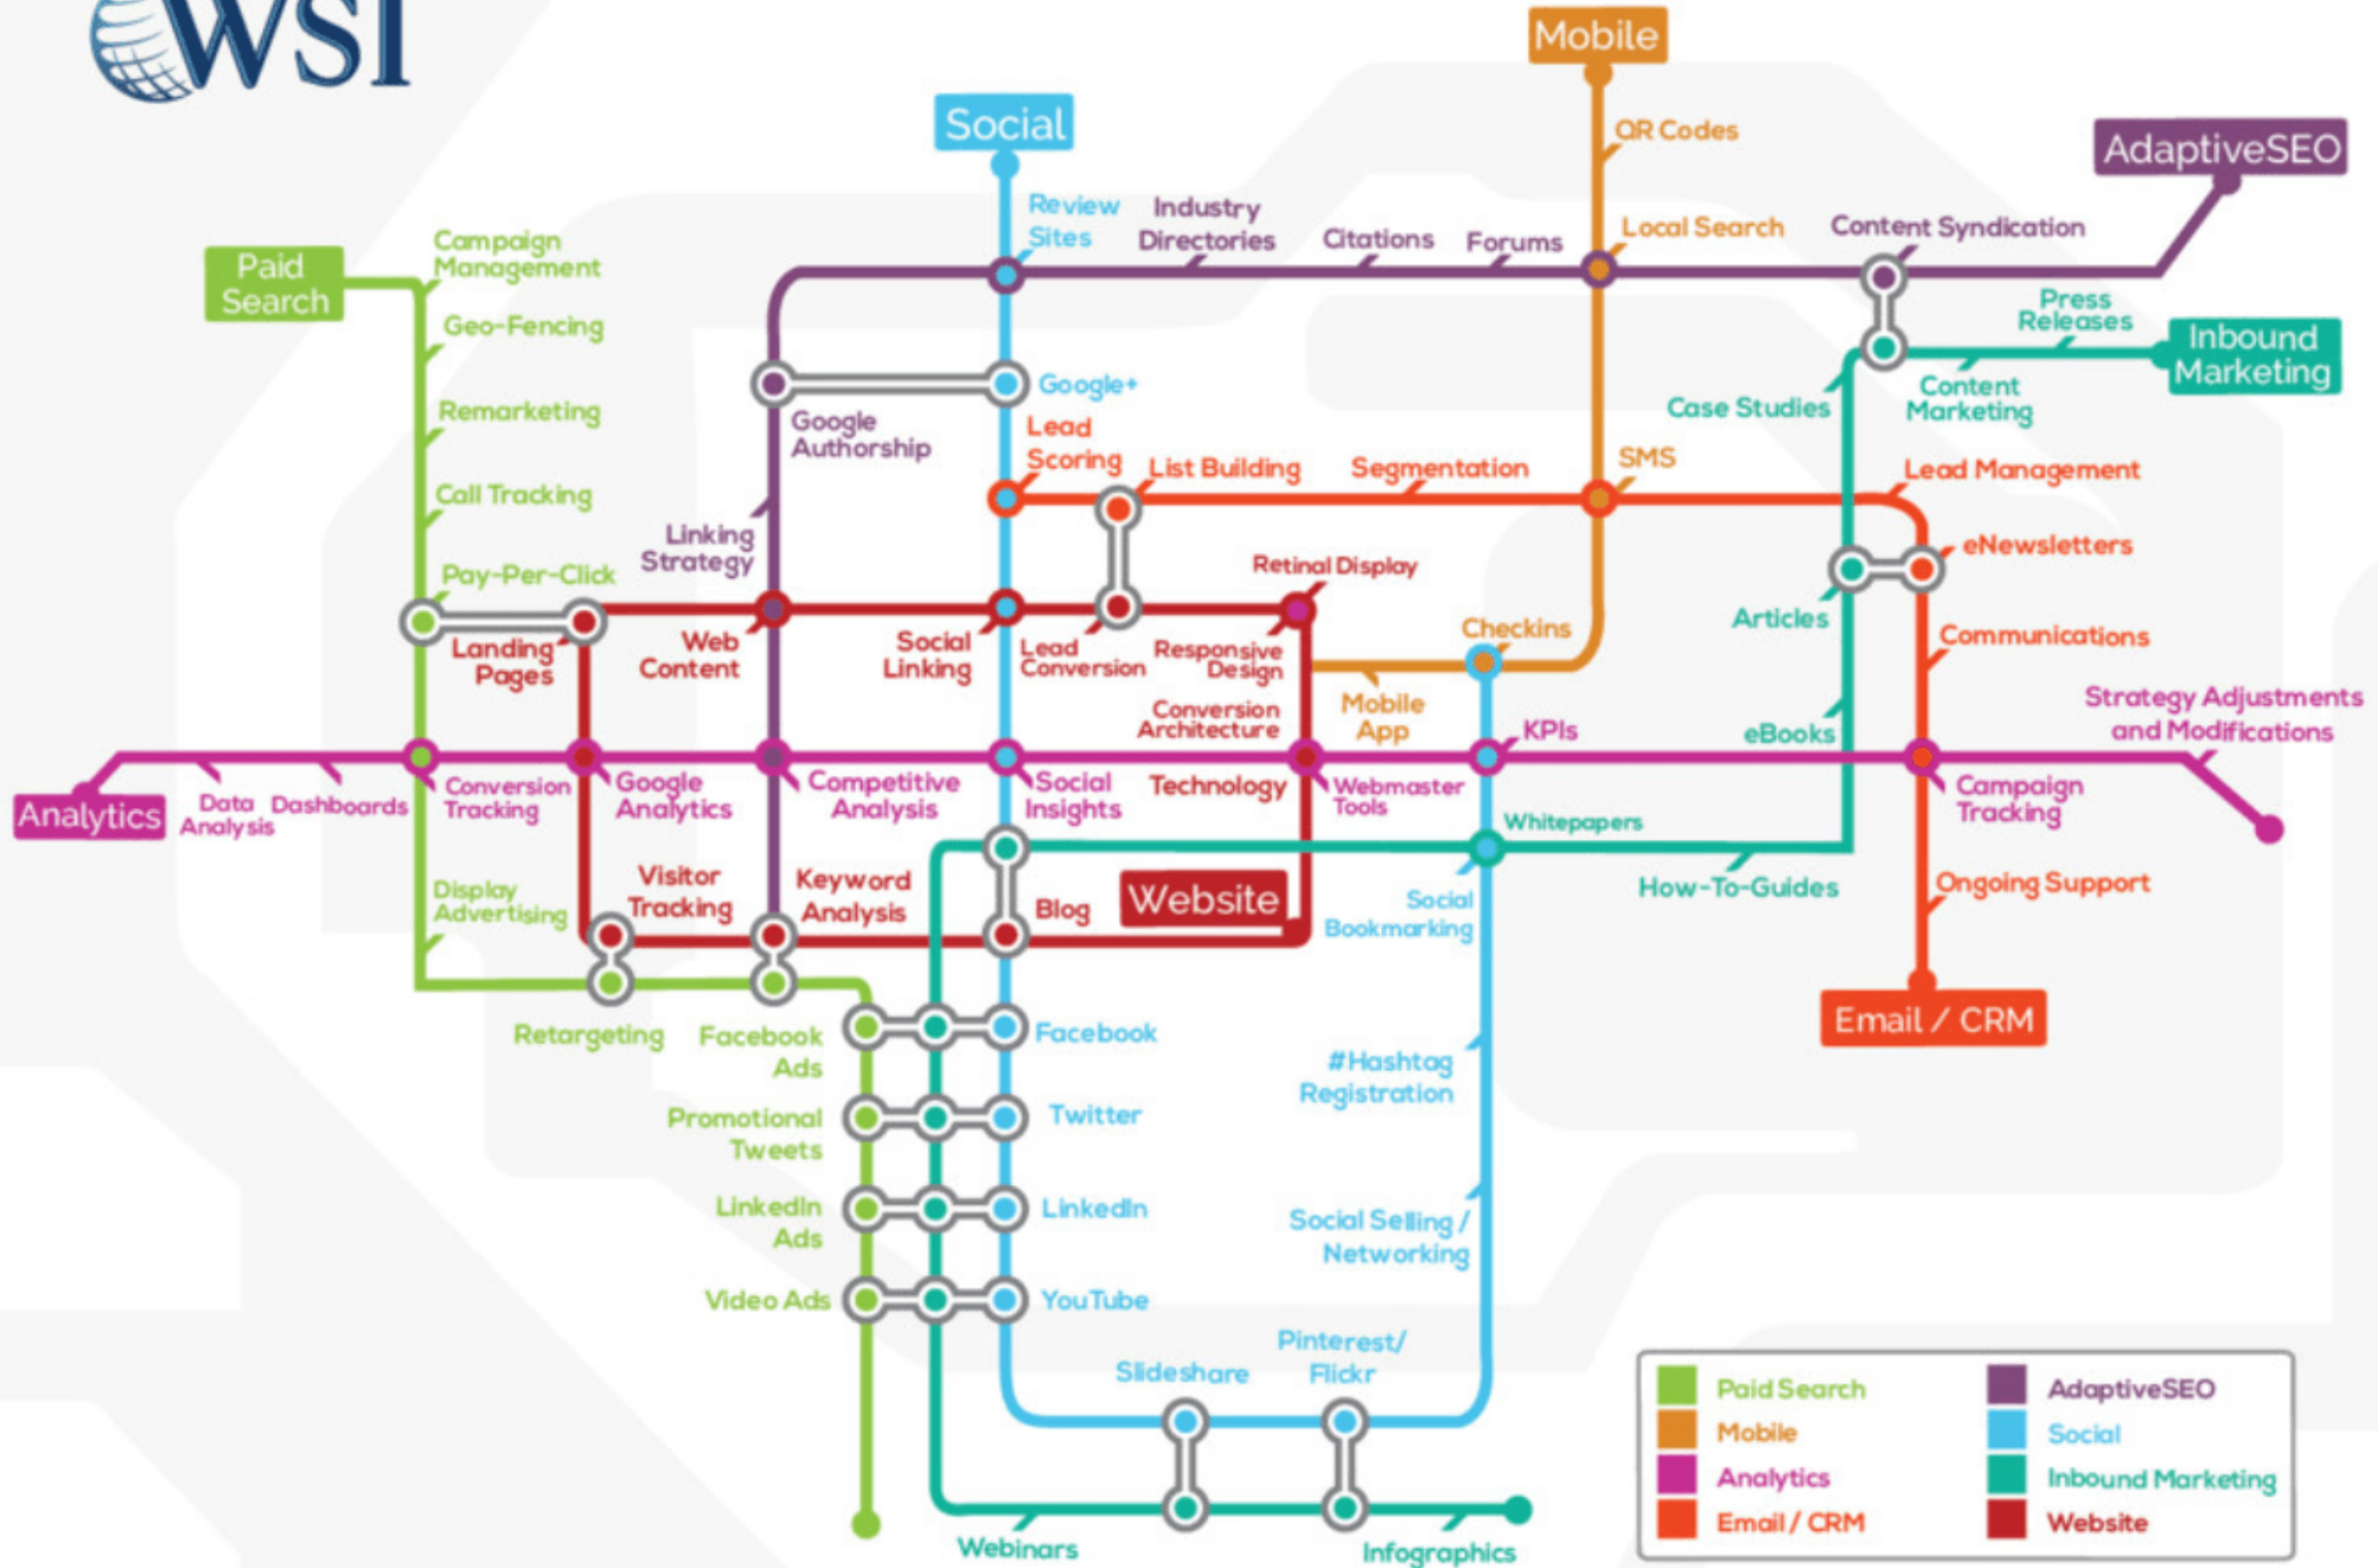 WSI
Mobile
QR Codes
Social
AdaptiveSEO
Review
Sites
Industry
Directories
Citations
Forums
Local Search
Content Syndication
Paid
Search
Campaign
Management
Geo-Fencing
Remarketing
Call Tracking
Pay-Per-Click
Press
Releases
Inbound
Marketing
Content
Marketing
Case Studies
Google+
Google
Authorship
Lead
Scoring
List Building
Segmentation
SMS
Lead Management
Linking
Strategy
eNewsletters
Retinal Display
Articles
Communications
Landing
Pages
Web
Content
Social
Linking
Lead
Conversion
Responsive
Design
Checkins
Mobile
App
Conversion
Architecture
KPIs
eBooks
Strategy Adjustments
and Modifications
Analytics
Data
Analysis
Dashboards
Conversion
Tracking
Google
Analytics
Competitive
Analysis
Social
Insights
Technology
Webmaster
Tools
Campaign
Tracking
Whitepapers
How-To-Guides
Ongoing Support
Display
Advertising
Visitor
Tracking
Keyword
Analysis
Blog
Website
Social
Bookmarking
Email / CRM
Retargeting
Facebook
Ads
Facebook
#Hashtag
Registration
Promotional
Tweets
Twitter
LinkedIn
Ads
LinkedIn
Social Selling /
Networking
Video Ads
YouTube
Slideshare
Pinterest/
Flickr
Webinars
Infographics
Paid Search
Mobile
Analytics
Email / CRM
AdaptiveSEO
Social
Inbound Marketing
Website